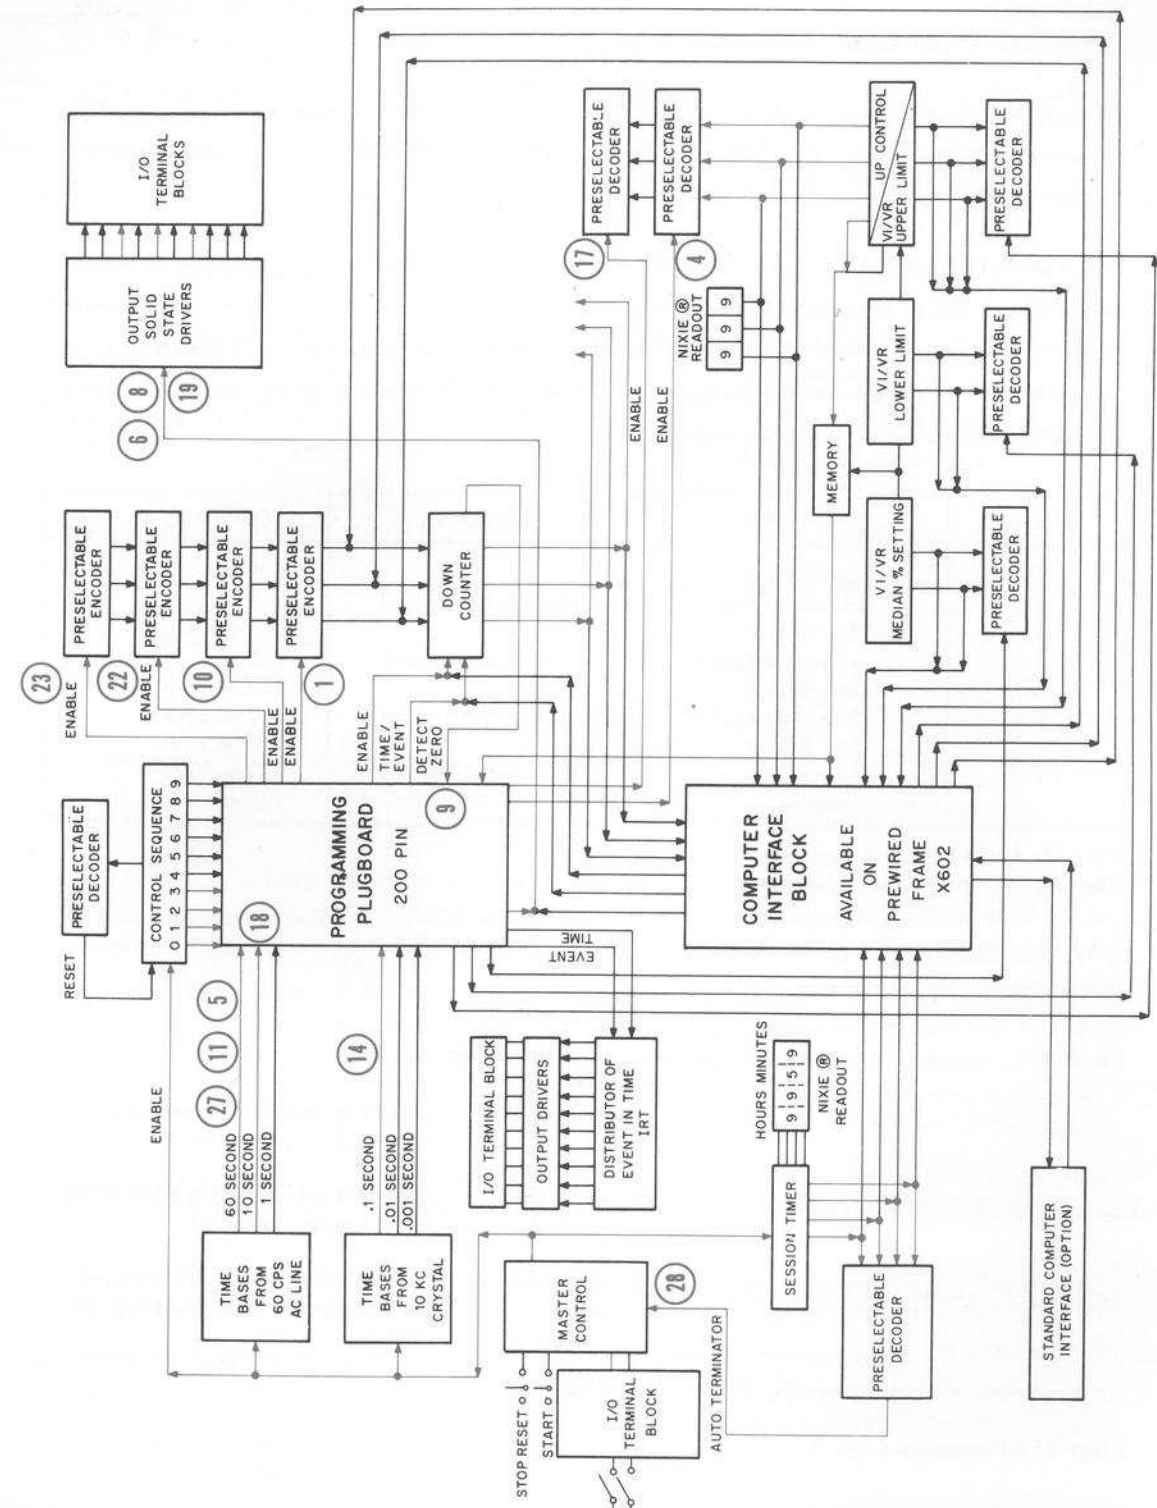 I/O
TERMINAL
BLOCKS
OUTPUT
SOLID
STATE
DRIVERS
8
19
6
PRESELECTABLE
DECODER
PRESELECTABLE
DECODER
17
4
UP CONTROL
VI/VR
UPPER LIMIT
PRESELECTABLE
DECODER
NIXIE ®
READOUT
9 9 9
ENABLE
ENABLE
VI/VR
LOWER LIMIT
PRESELECTABLE
DECODER
MEMORY
VI/VR
MEDIAN % SETTING
PRESELECTABLE
DECODER
PRESELECTABLE
ENCODER
PRESELECTABLE
ENCODER
PRESELECTABLE
ENCODER
PRESELECTABLE
ENCODER
DOWN
COUNTER
23
ENABLE
22
ENABLE
10
ENABLE
ENABLE
1
ENABLE
TIME/
EVENT
DETECT
ZERO
9
PRESELECTABLE
DECODER
RESET
CONTROL SEQUENCE
0 1 2 3 4 5 6 7 8 9
18
PROGRAMMING
PLUGBOARD
200 PIN
COMPUTER
INTERFACE
BLOCK
AVAILABLE
ON
PREWIRED
FRAME
X602
EVENT
TIME
ENABLE
27
11
5
14
60 SECOND
10 SECOND
1 SECOND
.1 SECOND
.01 SECOND
.001 SECOND
TIME
BASES
FROM
60 CPS
AC LINE
TIME
BASES
FROM
10 KC
CRYSTAL
I/O TERMINAL BLOCK
OUTPUT DRIVERS
DISTRIBUTOR OF
EVENT IN TIME
IRT
HOURS MINUTES
9 9 5 9
NIXIE ®
READOUT
SESSION TIMER
MASTER
CONTROL
28
STOP RESET
START
I/O
TERMINAL
BLOCK
AUTO TERMINATOR
PRESELECTABLE
DECODER
STANDARD COMPUTER
INTERFACE (OPTION)